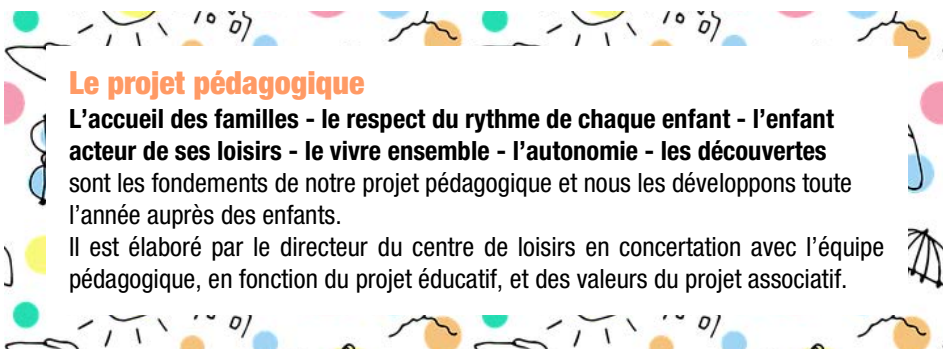 Le projet pédagogique
L’accueil des familles - le respect du rythme de chaque enfant - l’enfant
acteur de ses loisirs - le vivre ensemble - l’autonomie - les découvertes
sont les fondements de notre projet pédagogique et nous les développons toute
l’année auprès des enfants.
Il est élaboré par le directeur du centre de loisirs en concertation avec l’équipe
pédagogique, en fonction du projet éducatif, et des valeurs du projet associatif.